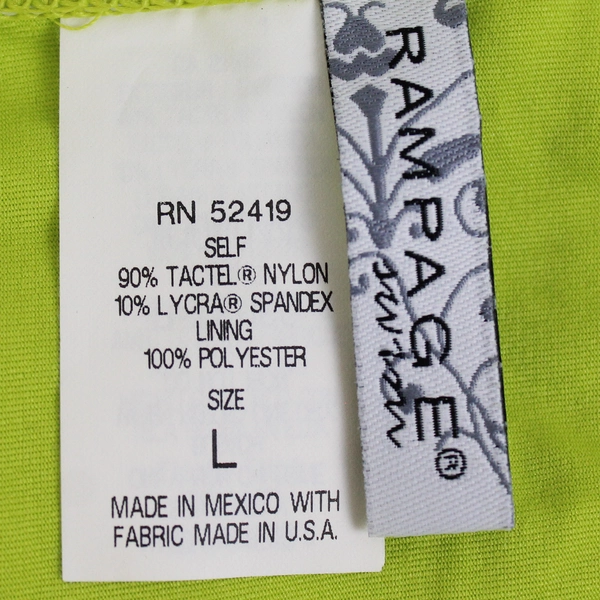 RN 52419
SELF
90% TACTEL® NYLON
10% LYCRA® SPANDEX
LINING
100% POLYESTER
SIZE
L
MADE IN MEXICO WITH
FABRIC MADE IN U.S.A.
RAMPAGE®
swim